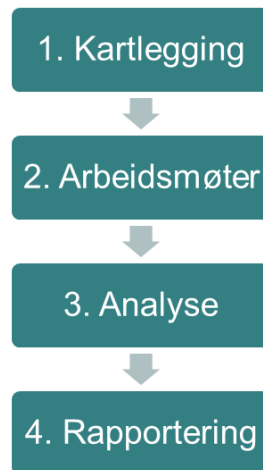 1. Kartlegging
2. Arbeidsmøter
3. Analyse
4. Rapportering